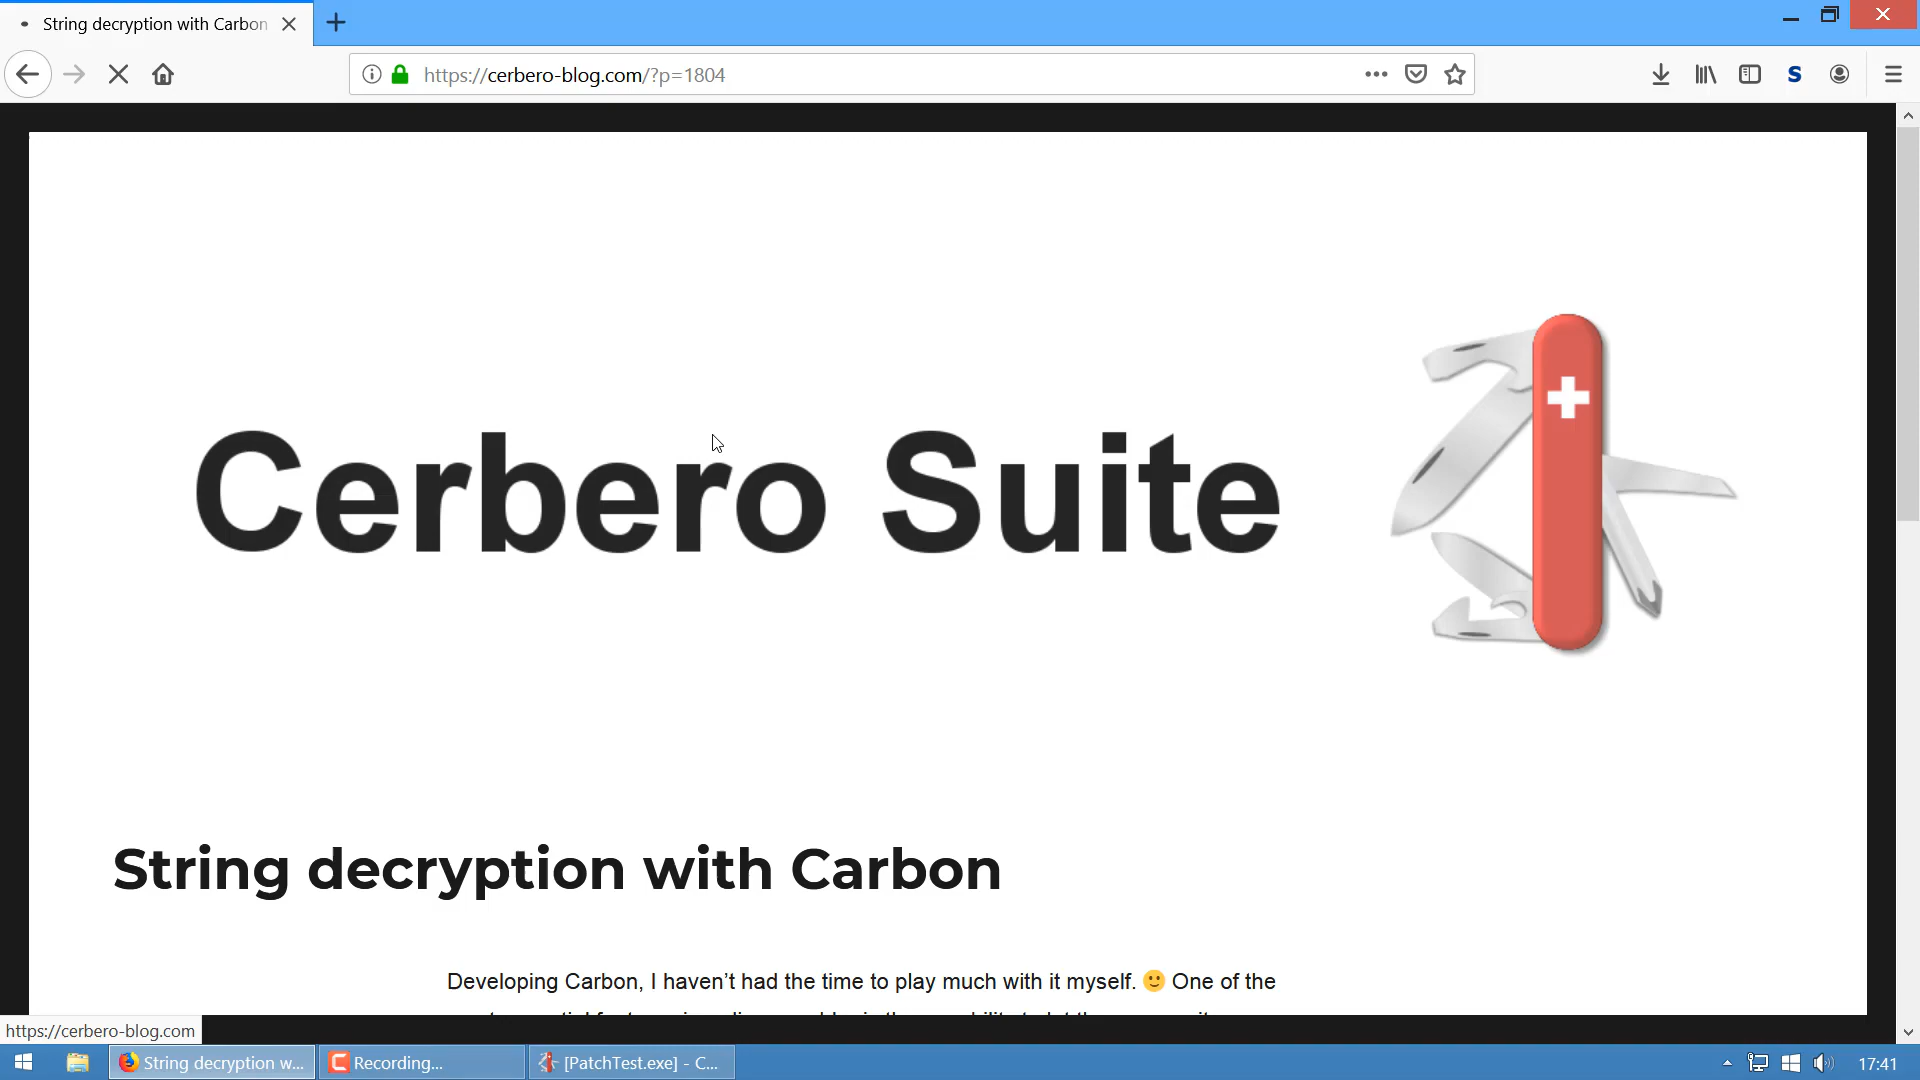 String decryption with Carbon
https://cerbero-blog.com/?p=1804
S
Cerbero Suite
String decryption with Carbon
Developing Carbon, I haven’t had the time to play much with it myself. 🙂 One of the
https://cerbero-blog.com
String decryption w...
Recording...
[PatchTest.exe] - C...
17:41